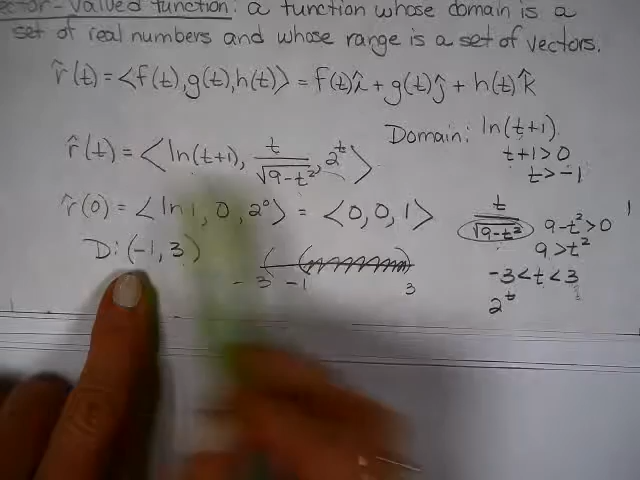 ector-valued function: a function whose domain is a
set of real numbers and whose range is a set of vectors.
r̂(t) = <f(t), g(t), h(t)> = f(t)î + g(t)ĵ + h(t)k̂
r̂(t) = <ln(t+1), t/√(9-t²), 2^t>
r̂(0) = <ln 1, 0, 2⁰> = <0, 0, 1>
D: (-1, 3)
-3 -1 3
Domain: ln(t+1)
t+1>0
t>-1
t/√(9-t²) 9-t²>0
9>t²
-3<t<3
2^t